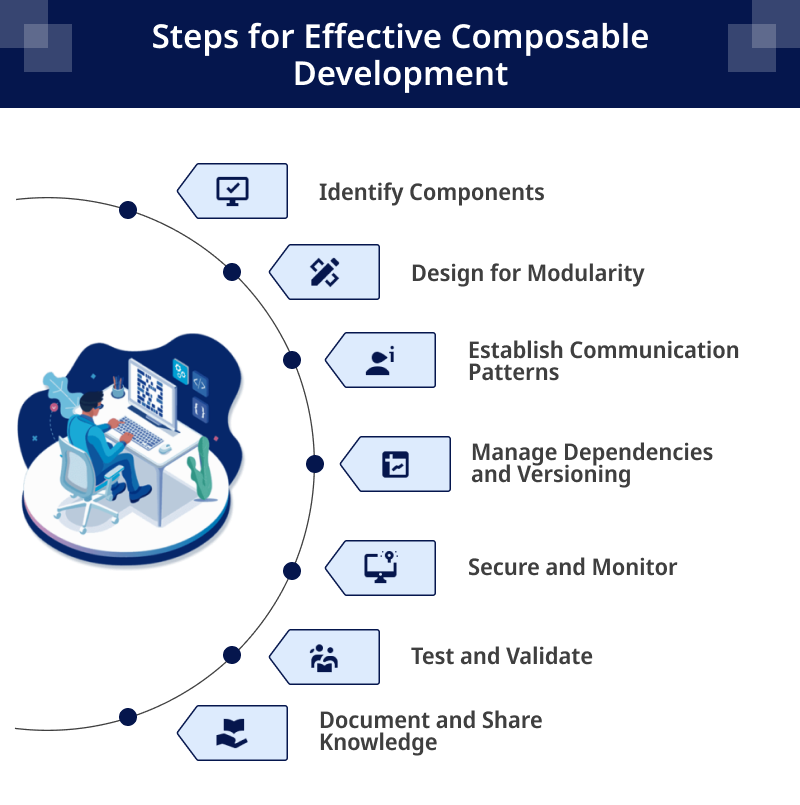 Steps for Effective Composable
Development
Identify Components
Design for Modularity
Establish Communication
Patterns
Manage Dependencies
and Versioning
Secure and Monitor
Test and Validate
Document and Share
Knowledge